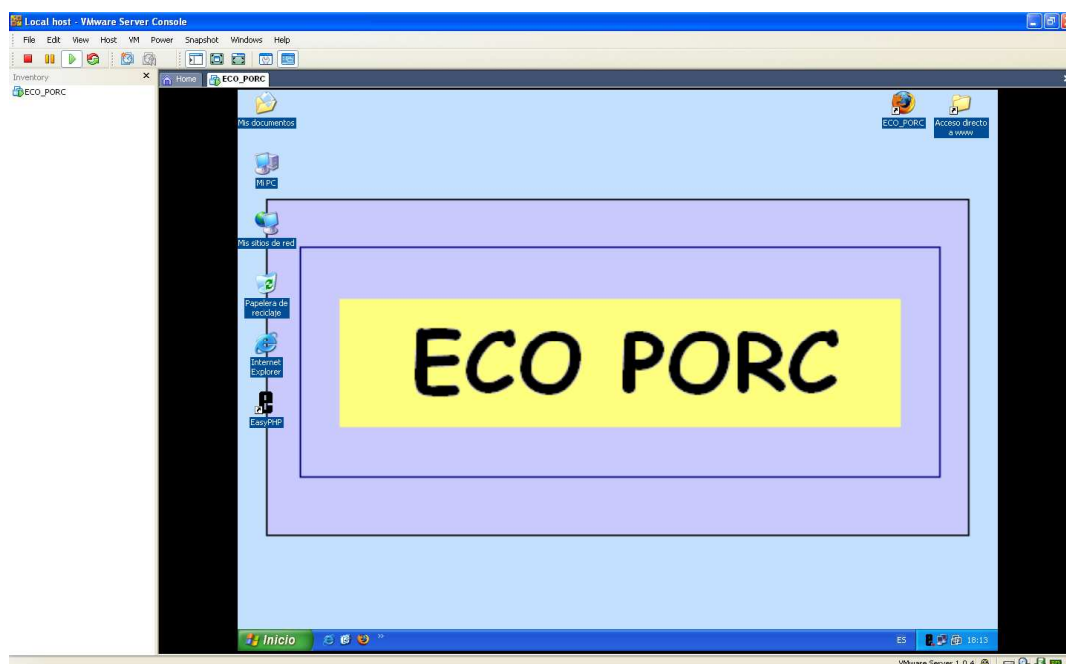 Local host - VMware Server Console
File Edit View Host VM Power Snapshot Windows Help
Inventory
Home
ECO_PORC
ECO_PORC
Mis documentos
ECO_PORC
Acceso directo
a www
Mi PC
Mis sitios de red
Papelera de
reciclaje
Internet
Explorer
EasyPHP
ECO PORC
Inicio
ES
18:13
VMware Server 1.0.4